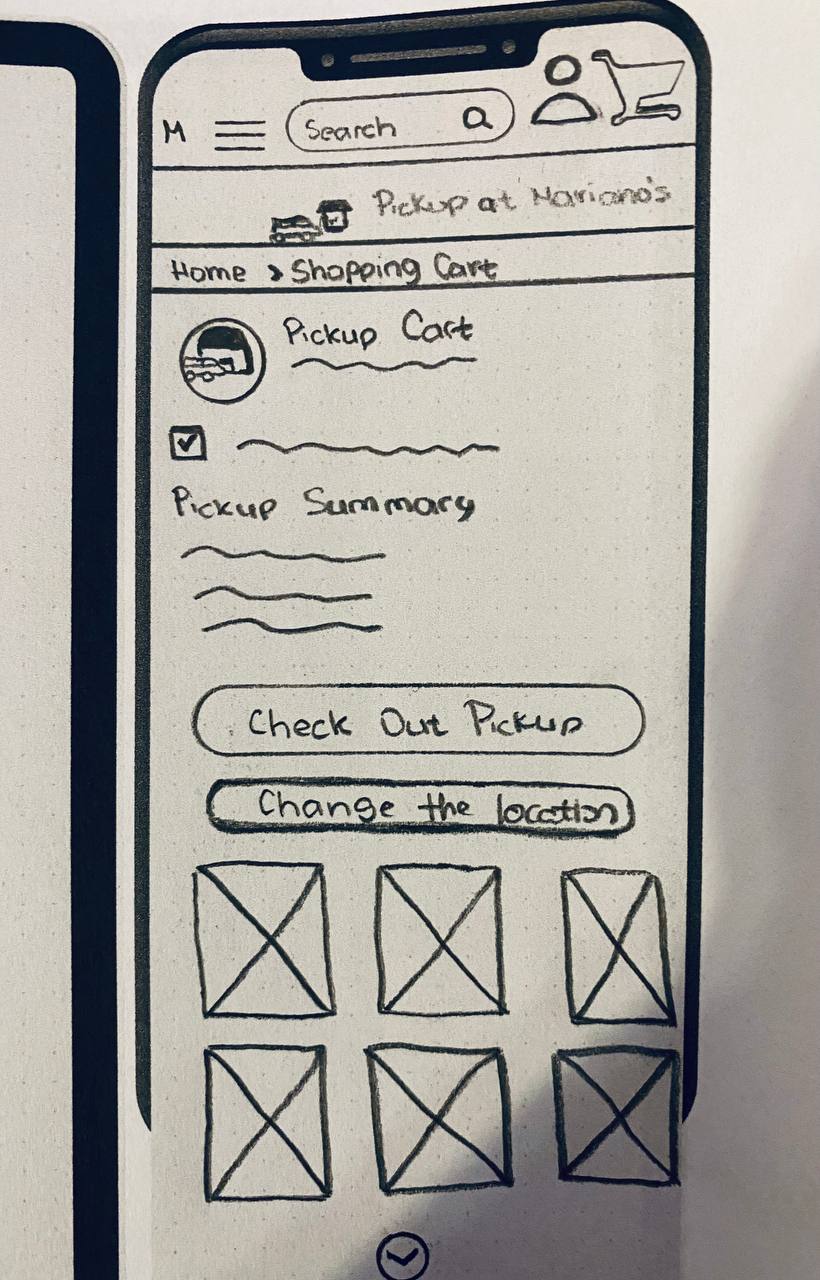 M Search
Pickup at Mariano's
Home > Shopping Cart
Pickup Cart
Pickup Summary
Check Out Pickup
Change the location